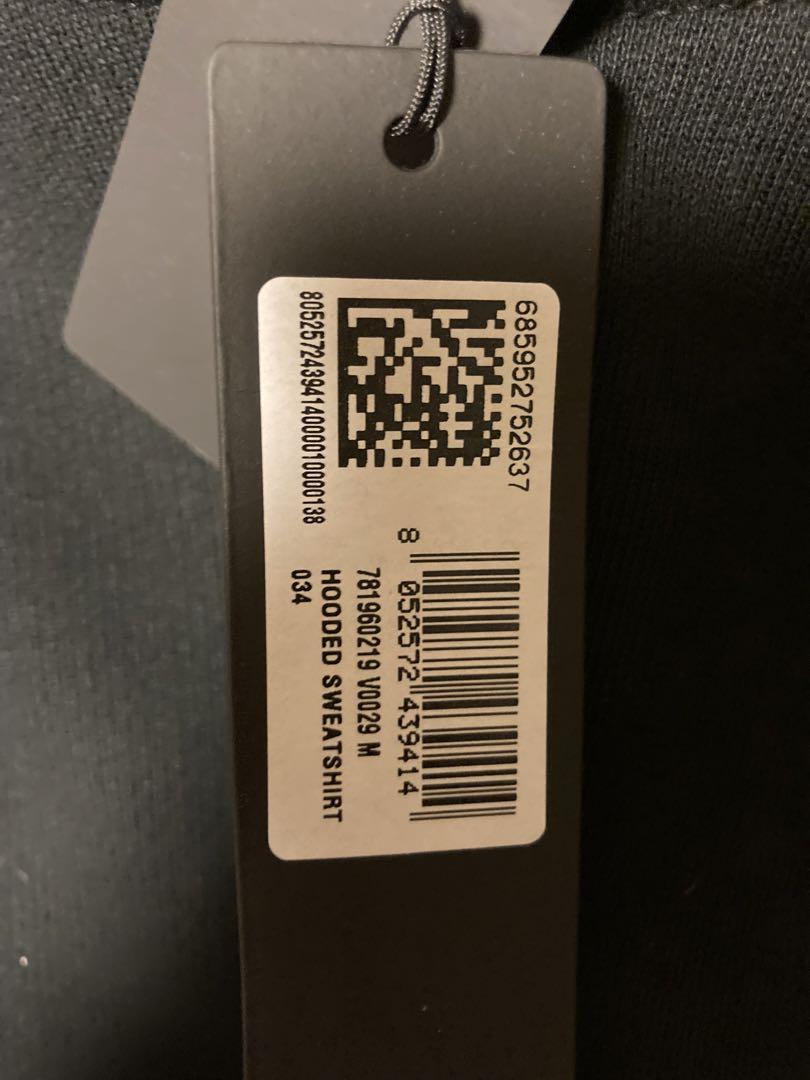 685952752637
8052572439414000010000138
8 052572 439414
781960219 V0029 M
HOODED SWEATSHIRT
034